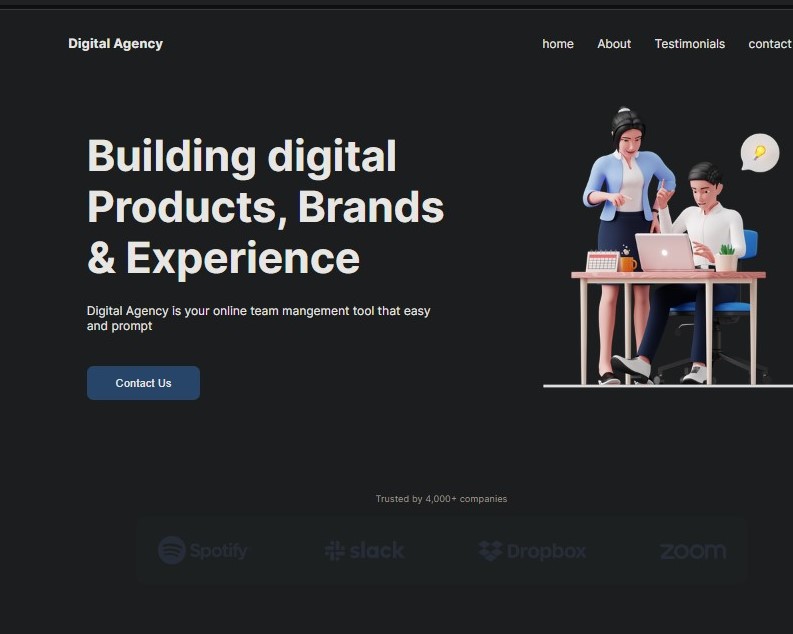 Digital Agency
home About Testimonials contact
Building digital
Products, Brands
& Experience
Digital Agency is your online team mangement tool that easy
and prompt
Contact Us
Trusted by 4,000+ companies
Spotify slack Dropbox zoom